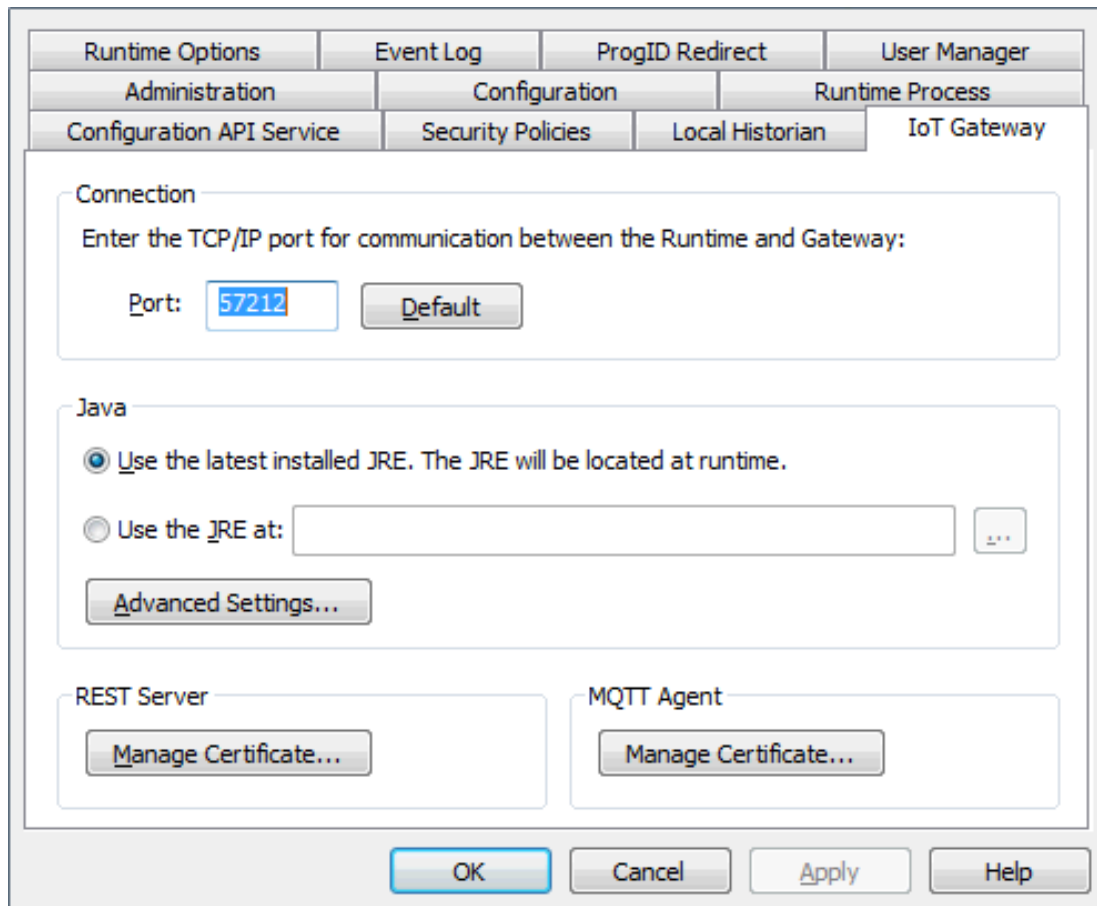 Runtime Options Event Log ProgID Redirect User Manager
Administration Configuration Runtime Process
Configuration API Service Security Policies Local Historian IoT Gateway
Connection
Enter the TCP/IP port for communication between the Runtime and Gateway:
Port: 57212 Default
Java
Use the latest installed JRE. The JRE will be located at runtime.
Use the JRE at: ...
Advanced Settings...
REST Server MQTT Agent
Manage Certificate... Manage Certificate...
OK Cancel Apply Help